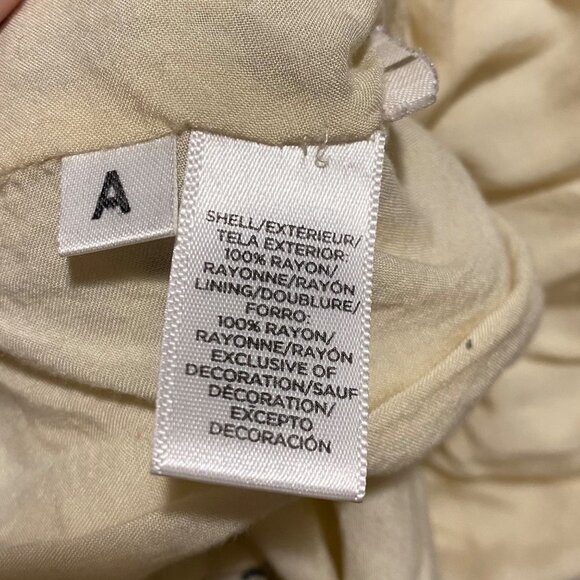 A
SHELL/EXTÉRIEUR/
TELA EXTERIOR:
100% RAYON/
RAYONNE/RAYÓN
LINING/DOUBLURE/
FORRO:
100% RAYON/
RAYONNE/RAYÓN
EXCLUSIVE OF
DECORATION/SAUF
DÉCORATION/
EXCEPTO
DECORACIÓN